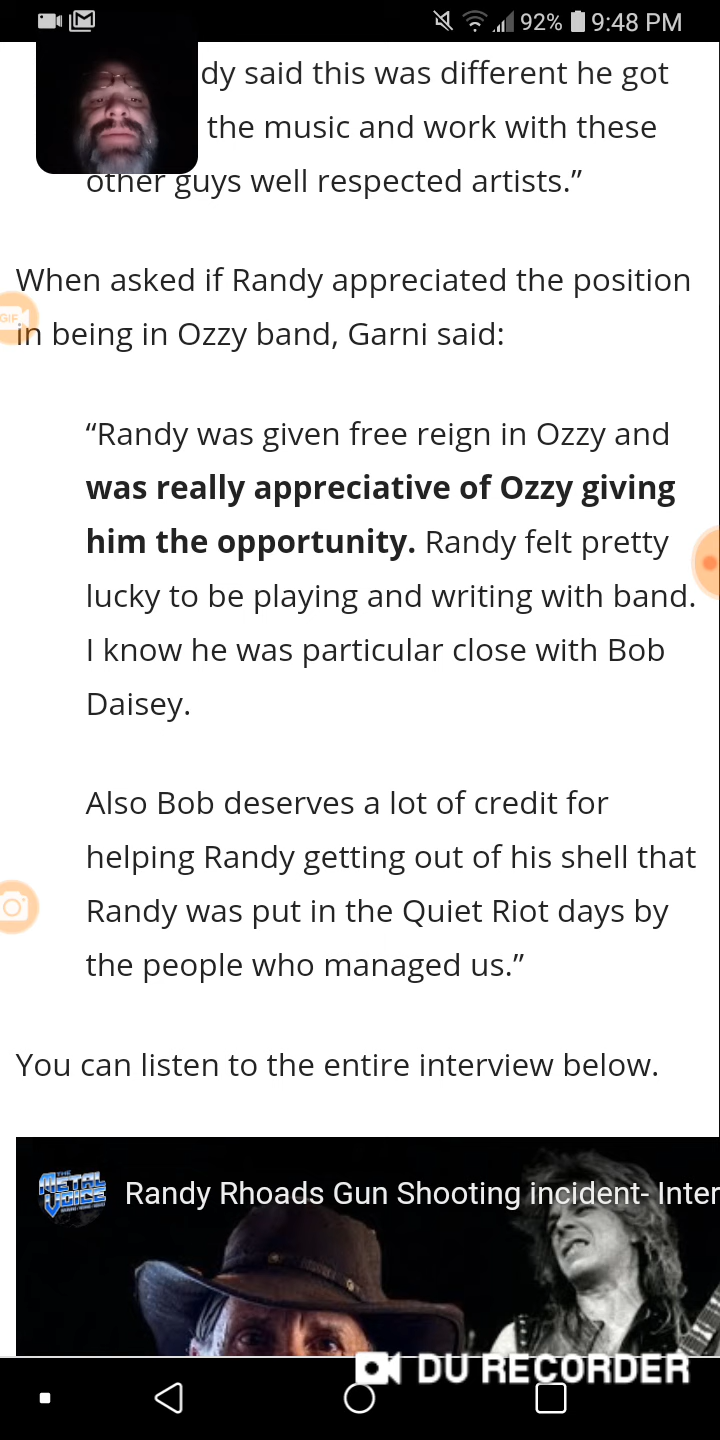 92% 9:48 PM
dy said this was different he got
the music and work with these
other guys well respected artists.”
When asked if Randy appreciated the position
GIF
in being in Ozzy band, Garni said:
“Randy was given free reign in Ozzy and
was really appreciative of Ozzy giving
him the opportunity. Randy felt pretty
lucky to be playing and writing with band.
I know he was particular close with Bob
Daisey.
Also Bob deserves a lot of credit for
helping Randy getting out of his shell that
Randy was put in the Quiet Riot days by
the people who managed us.”
You can listen to the entire interview below.
THE
METAL
VOICE
Randy Rhoads Gun Shooting incident- Inter
DU RECORDER